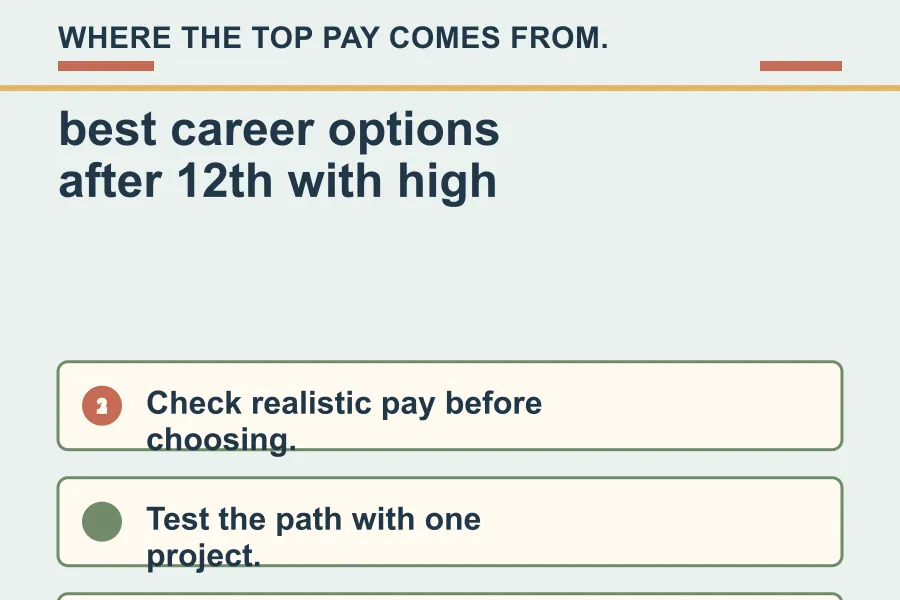 WHERE THE TOP PAY COMES FROM.
best career options
after 12th with high
Check realistic pay before
choosing.
Test the path with one
project.